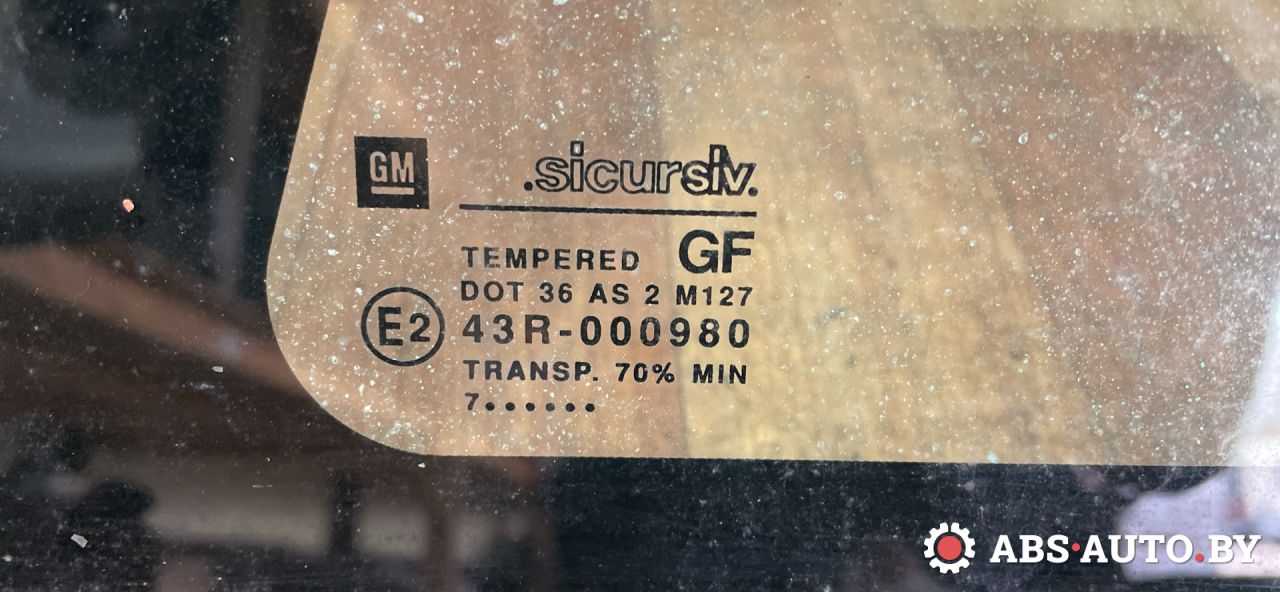 GM
.sicursiv.
TEMPERED GF
DOT 36 AS 2 M127
E2 43R-000980
TRANSP. 70% MIN
7••••••
ABS•AUTO.BY